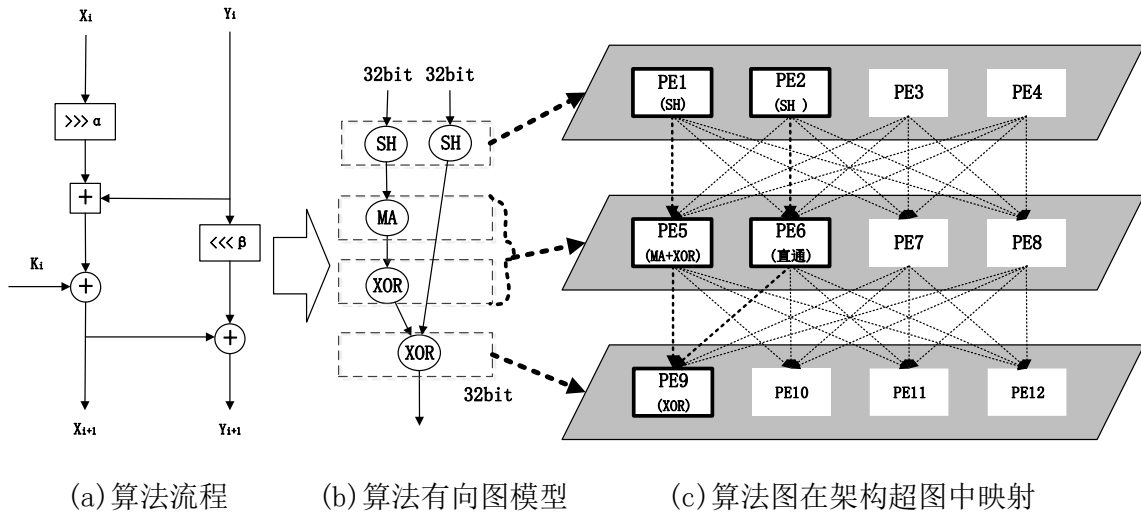 Xi Yi
>>> α
+
<<< β
Ki
+
+
Xi+1 Yi+1
32bit 32bit
SH SH
MA
XOR
XOR
32bit
PE1 PE2 PE3 PE4
(SH) (SH )
PE5 PE6 PE7 PE8
(MA+XOR) (直通)
PE9 PE10 PE11 PE12
(XOR)
(a)算法流程 (b)算法有向图模型 (c)算法图在架构超图中映射